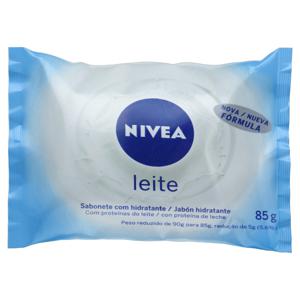 NOVA / NUEVA
FÓRMULA
NIVEA
leite
Sabonete com hidratante / Jabón hidratante
Com proteínas do leite / con proteína de leche
85 g
Peso reduzido de 90g para 85g, redução de 5g (5,6%)